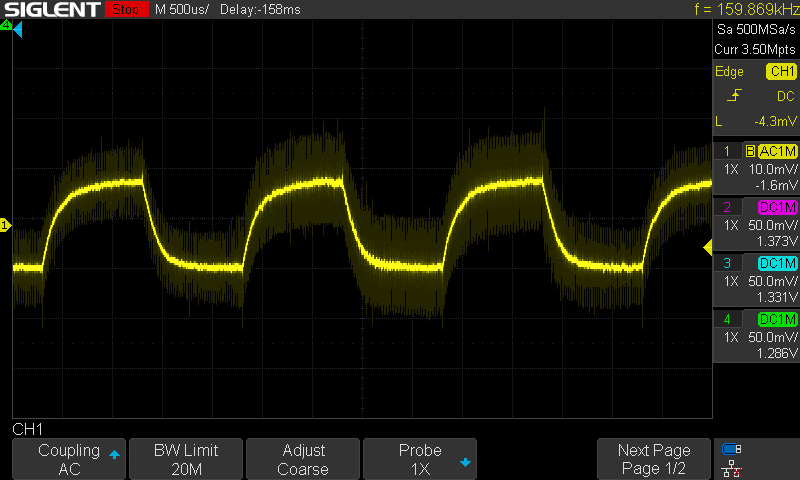 SIGLENT Stop M 500us/ Delay:-158ms f = 159.869kHz
Sa 500MSa/s
Curr 3.50Mpts
Edge CH1
DC
L -4.3mV
1 B AC1M
1X 10.0mV/
-1.6mV
2 DC1M
1X 50.0mV/
1.373V
3 DC1M
1X 50.0mV/
1.331V
4 DC1M
1X 50.0mV/
1.286V
4
1
CH1
Coupling
AC
BW Limit
20M
Adjust
Coarse
Probe
1X
Next Page
Page 1/2